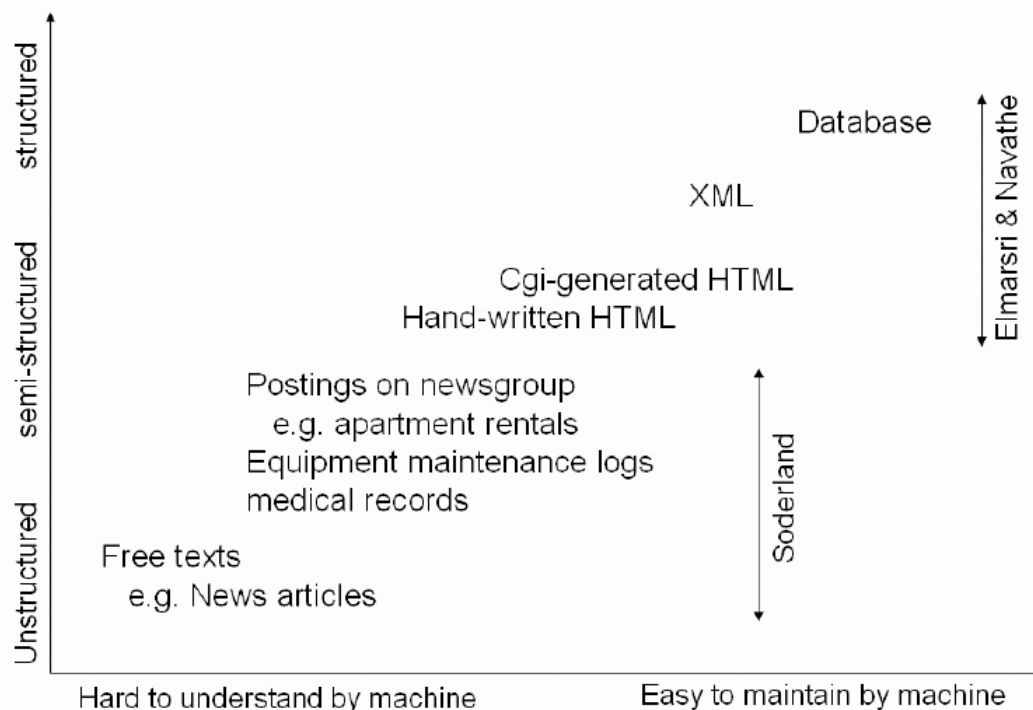 structured
semi-structured
Unstructured
Database
XML
Cgi-generated HTML
Hand-written HTML
Postings on newsgroup
e.g. apartment rentals
Equipment maintenance logs
medical records
Free texts
e.g. News articles
Elmarsri & Navathe
Soderland
Hard to understand by machine
Easy to maintain by machine